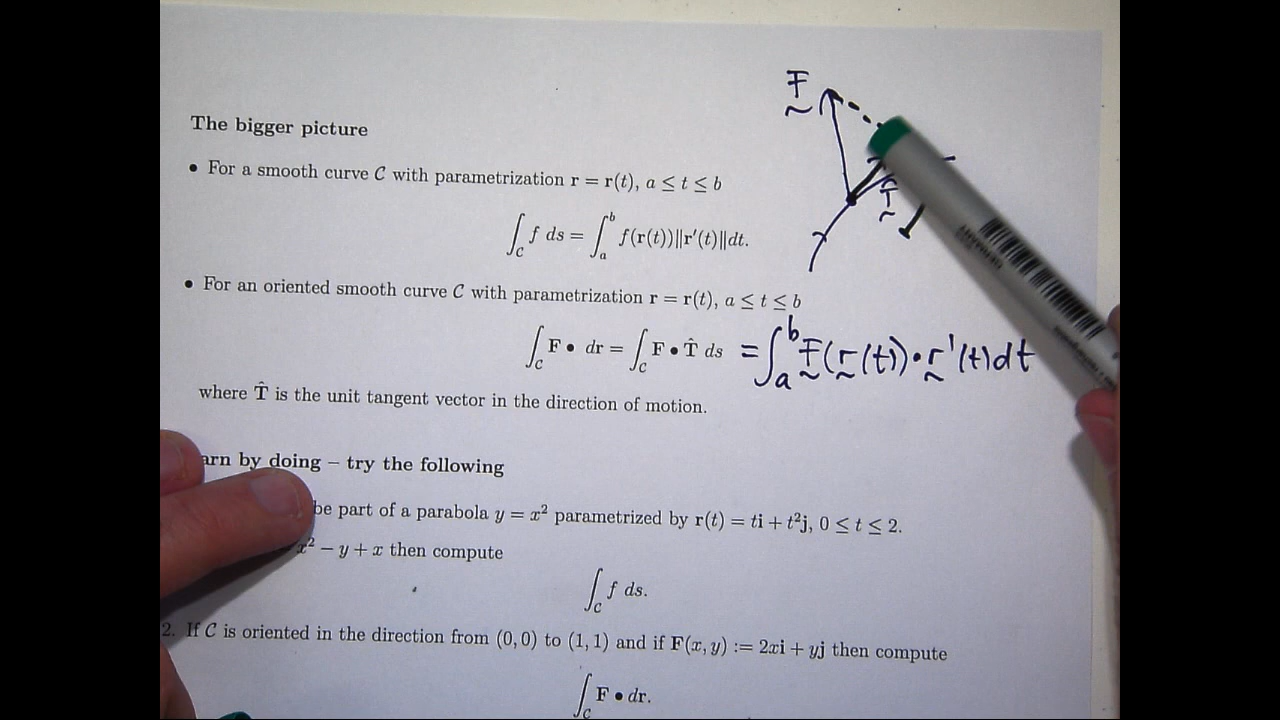 F
The bigger picture
• For a smooth curve C with parametrization r = r(t), a ≤ t ≤ b
T̂
∫_C f ds = ∫_a^b f(r(t))‖r′(t)‖dt.
• For an oriented smooth curve C with parametrization r = r(t), a ≤ t ≤ b
∫_C F • dr = ∫_C F • T̂ ds = ∫_a^b F(r(t))•r'(t)dt
where T̂ is the unit tangent vector in the direction of motion.
by doing – try the following
be part of a parabola y = x² parametrized by r(t) = ti + t²j, 0 ≤ t ≤ 2.
x² − y + x then compute
∫_C f ds.
2. If C is oriented in the direction from (0, 0) to (1, 1) and if F(x, y) := 2xi + yj then compute
∫_C F • dr.